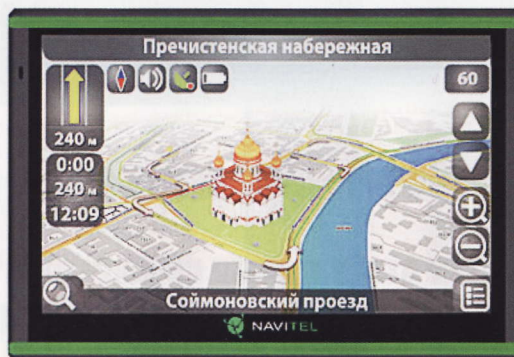 Пречистенская набережная
60
240 м
0:00
240 м
12:09
Соймоновский проезд
NAVITEL